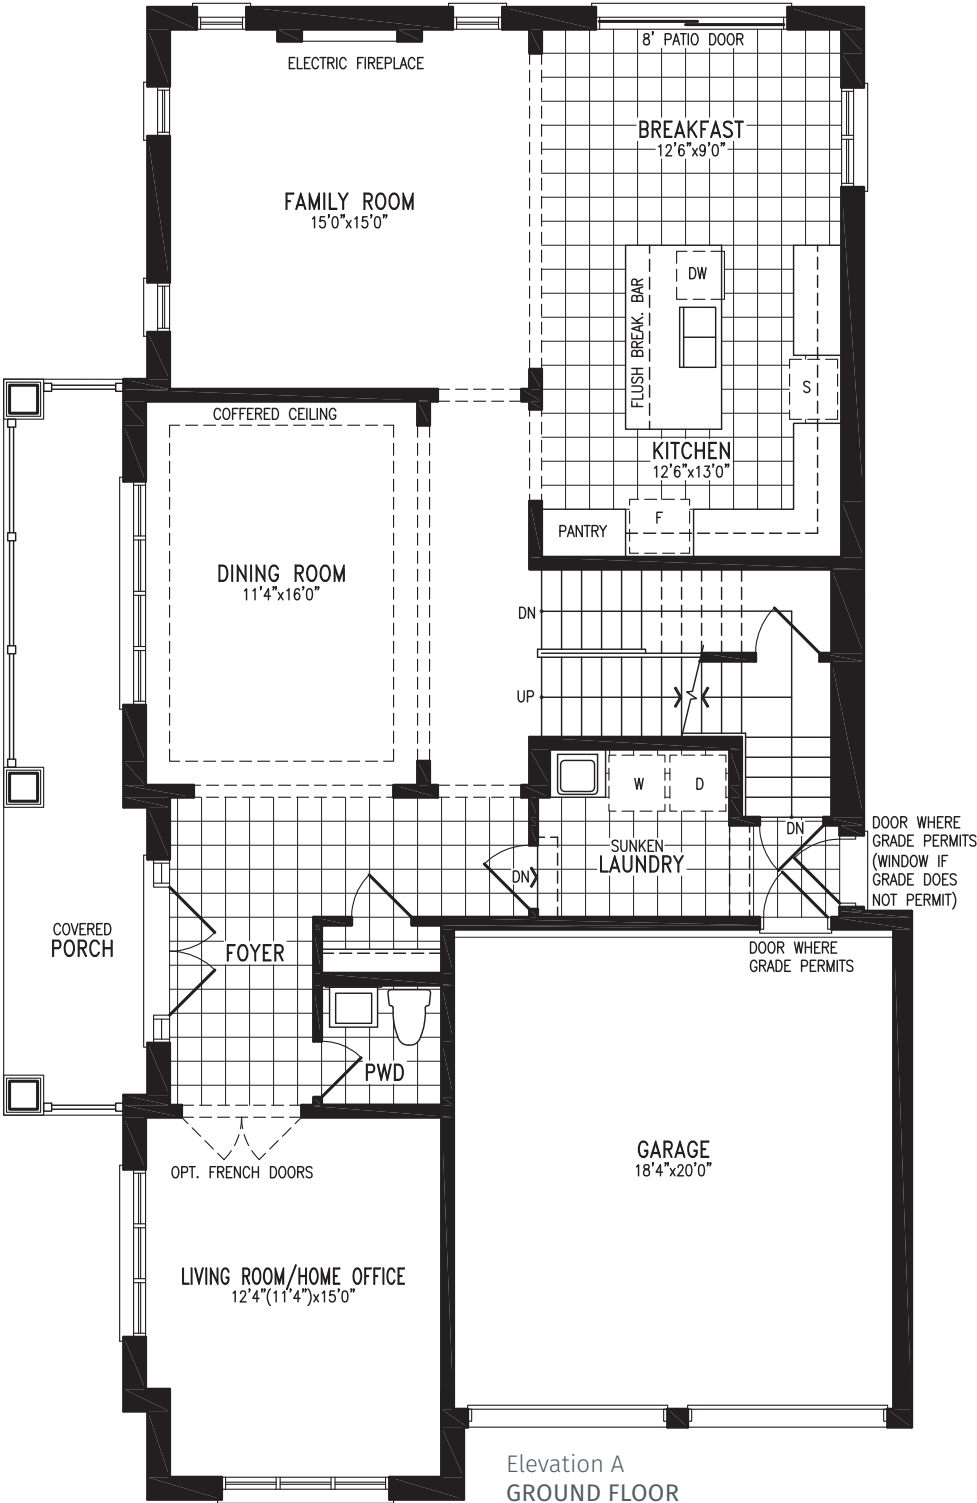 8' PATIO DOOR
ELECTRIC FIREPLACE
BREAKFAST
12'6"x9'0"
FAMILY ROOM
15'0"x15'0"
DW
FLUSH BREAK. BAR
S
COFFERED CEILING
KITCHEN
12'6"x13'0"
F
PANTRY
DINING ROOM
11'4"x16'0"
DN
UP
W
D
DN
DOOR WHERE
GRADE PERMITS
(WINDOW IF
GRADE DOES
NOT PERMIT)
SUNKEN
LAUNDRY
DN
COVERED
PORCH
FOYER
DOOR WHERE
GRADE PERMITS
PWD
GARAGE
18'4"x20'0"
OPT. FRENCH DOORS
LIVING ROOM/HOME OFFICE
12'4"(11'4")x15'0"
Elevation A
GROUND FLOOR